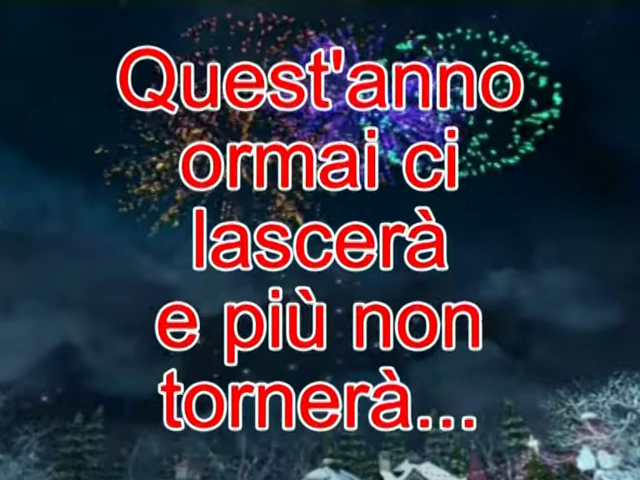 Quest'anno
ormai ci
lascerà
e più non
tornerà...